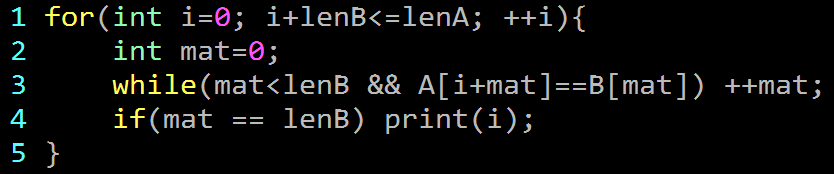 1 for(int i=0; i+lenB<=lenA; ++i){
2     int mat=0;
3     while(mat<lenB && A[i+mat]==B[mat]) ++mat;
4     if(mat == lenB) print(i);
5 }